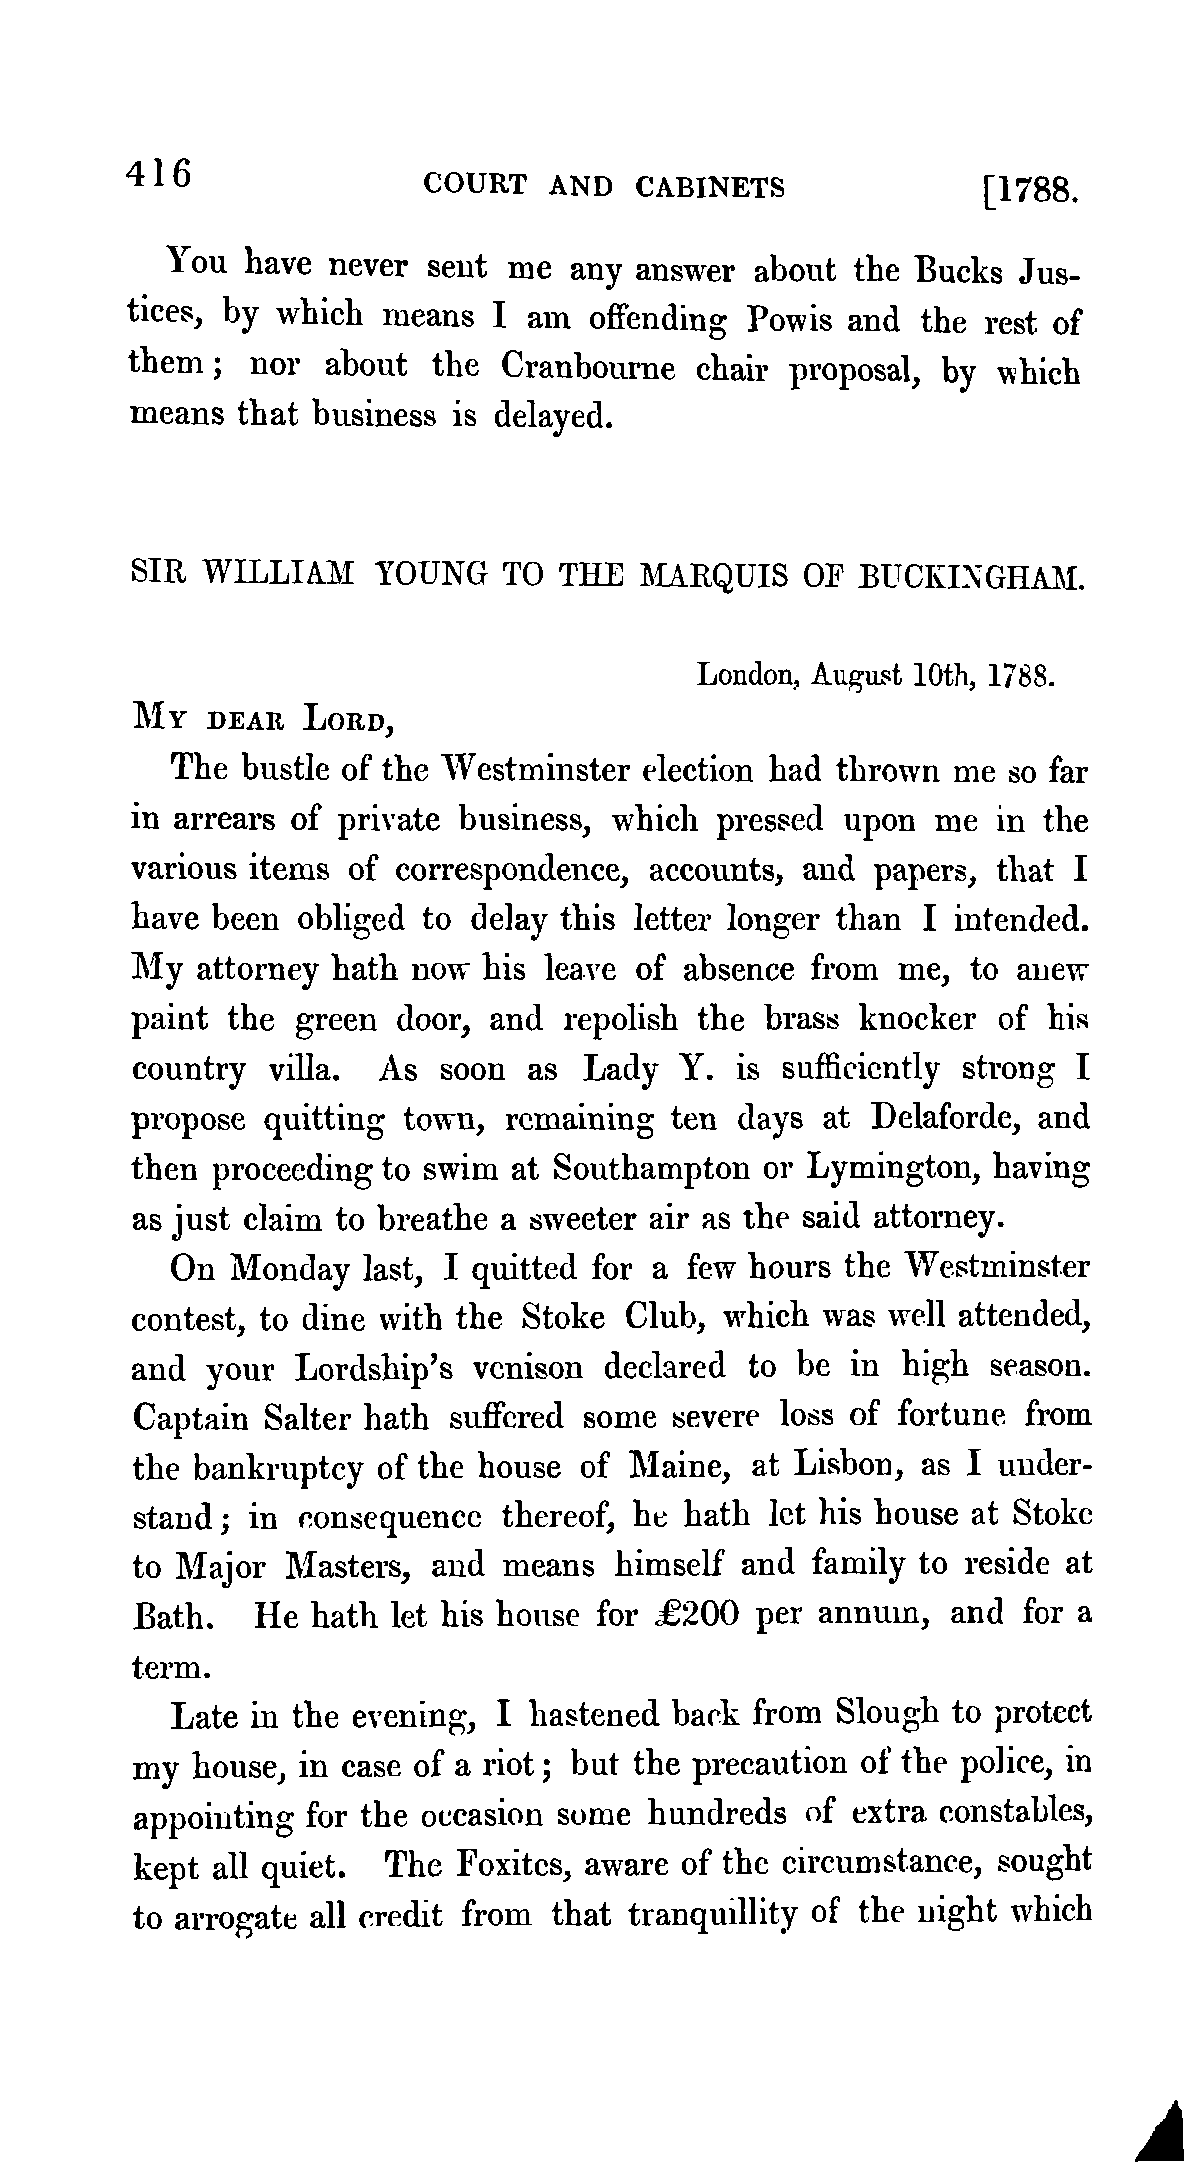 416 COURT AND CABINETS [1788.
You have never sent me any answer about the Bucks Jus-
tices, by which means I am offending Powis and the rest of
them; nor about the Cranbourne chair proposal, by which
means that business is delayed.
SIR WILLIAM YOUNG TO THE MARQUIS OF BUCKINGHAM.
London, August 10th, 1788.
MY DEAR LORD,
The bustle of the Westminster election had thrown me so far
in arrears of private business, which pressed upon me in the
various items of correspondence, accounts, and papers, that I
have been obliged to delay this letter longer than I intended.
My attorney hath now his leave of absence from me, to anew
paint the green door, and repolish the brass knocker of his
country villa. As soon as Lady Y. is sufficiently strong I
propose quitting town, remaining ten days at Delaforde, and
then proceeding to swim at Southampton or Lymington, having
as just claim to breathe a sweeter air as the said attorney.
On Monday last, I quitted for a few hours the Westminster
contest, to dine with the Stoke Club, which was well attended,
and your Lordship's venison declared to be in high season.
Captain Salter hath suffered some severe loss of fortune from
the bankruptcy of the house of Maine, at Lisbon, as I under-
stand; in consequence thereof, he hath let his house at Stoke
to Major Masters, and means himself and family to reside at
Bath. He hath let his house for £200 per annum, and for a
term.
Late in the evening, I hastened back from Slough to protect
my house, in case of a riot; but the precaution of the police, in
appointing for the occasion some hundreds of extra constables,
kept all quiet. The Foxites, aware of the circumstance, sought
to arrogate all credit from that tranquillity of the night which